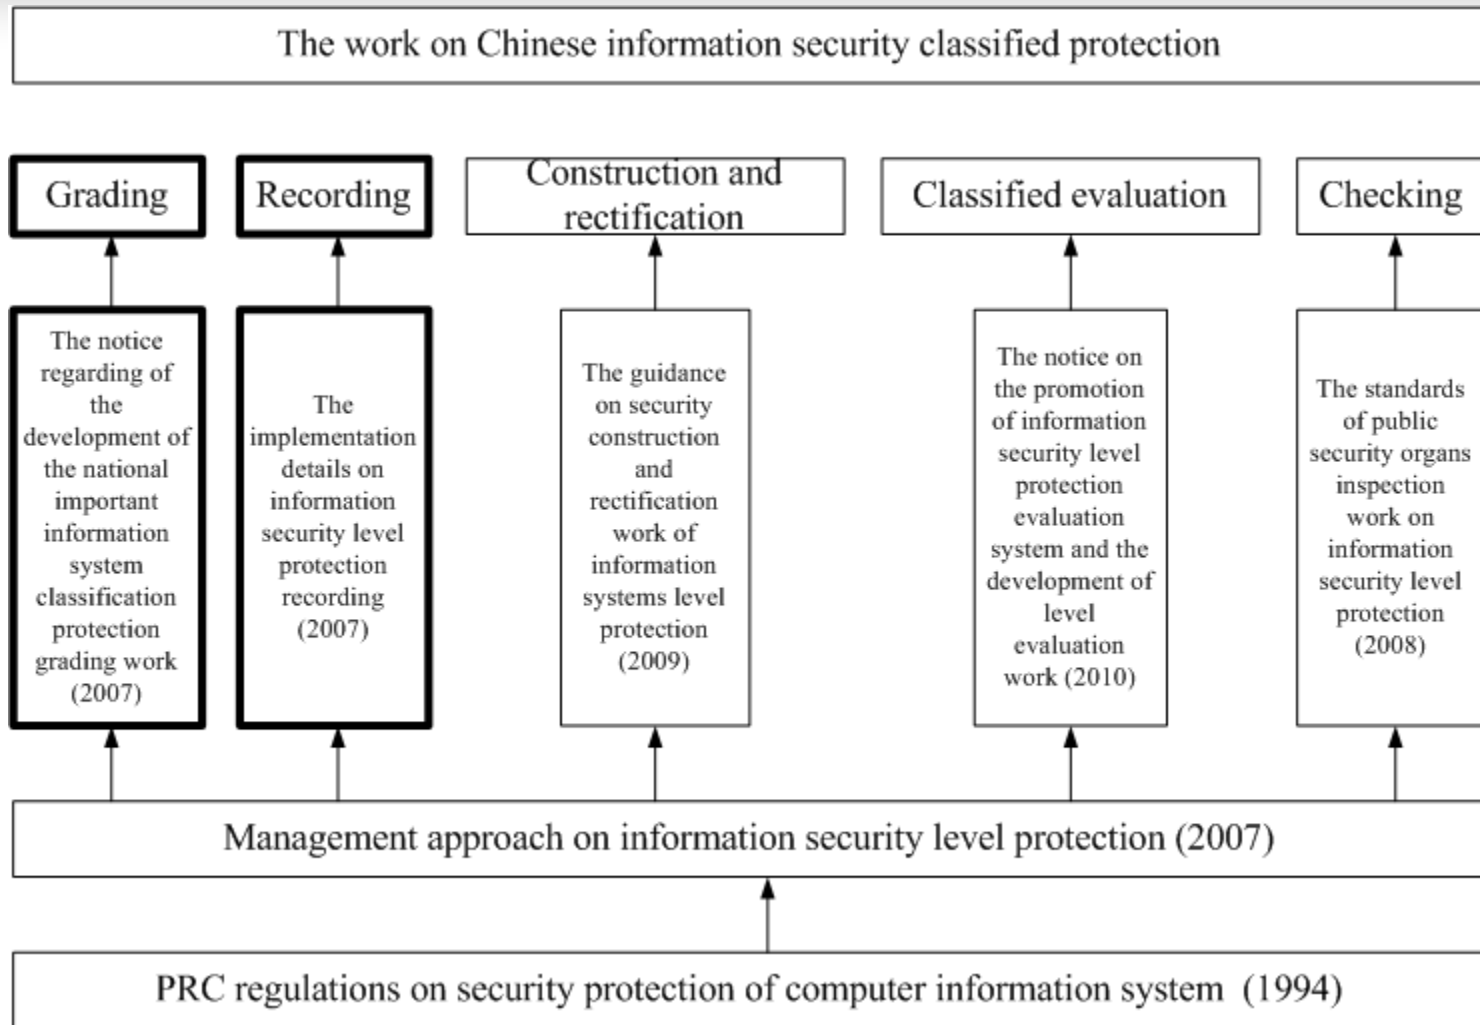 The work on Chinese information security classified protection
Grading
Recording
Construction and
rectification
Classified evaluation
Checking
The notice
regarding of
the
development of
the national
important
information
system
classification
protection
grading work
(2007)
The
implementation
details on
information
security level
protection
recording
(2007)
The guidance
on security
construction
and
rectification
work of
information
systems level
protection
(2009)
The notice on
the promotion
of information
security level
protection
evaluation
system and the
development of
level
evaluation
work (2010)
The standards
of public
security organs
inspection
work on
information
security level
protection
(2008)
Management approach on information security level protection (2007)
PRC regulations on security protection of computer information system (1994)